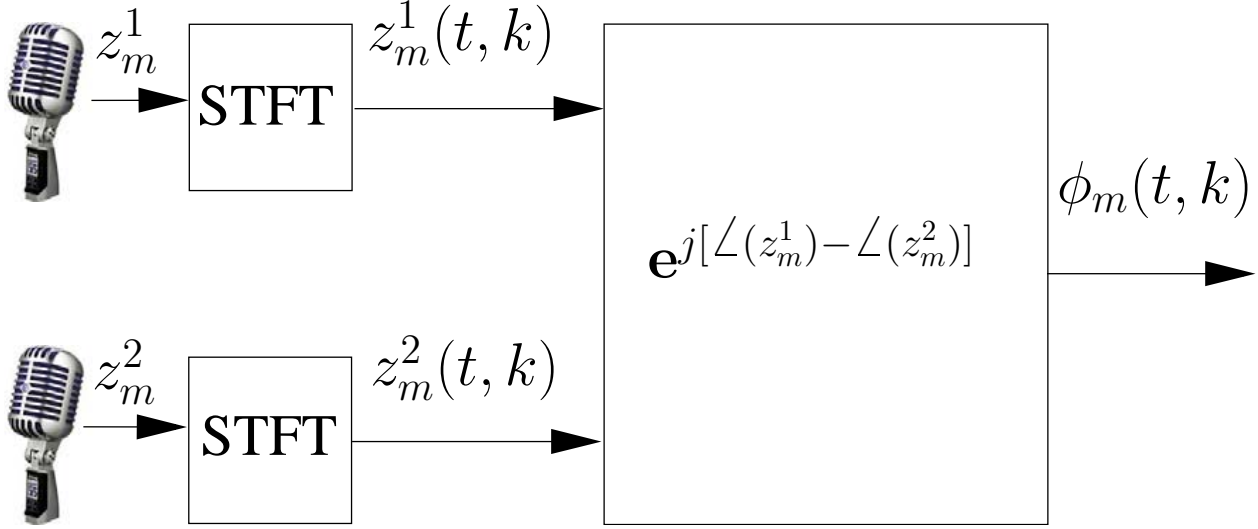 z_m^1
STFT
z_m^1(t, k)
e^{j[∠(z_m^1)−∠(z_m^2)]}
ϕ_m(t, k)
z_m^2
STFT
z_m^2(t, k)